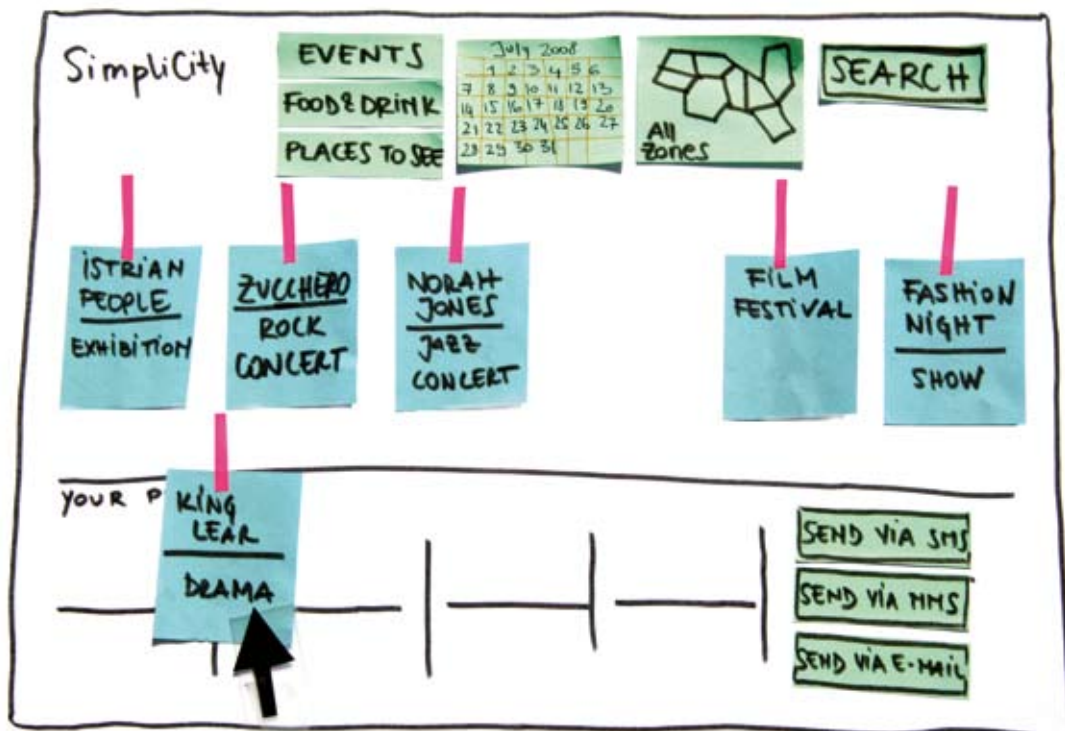 SimpliCity
EVENTS
FOOD & DRINK
PLACES TO SEE
July 2008
1 2 3 4 5 6
7 8 9 10 11 12 13
14 15 16 17 18 19 20
21 22 23 24 25 26 27
28 29 30 31
All
Zones
SEARCH
iSTRiAN
PEOPLE
EXHiBiTiON
ZUCCHERO
ROCK
CONCERT
NORAH
JONES
JAZZ
CONCERT
FiLM
FESTiVAL
FASHiON
NiGHT
SHOW
YOUR P
KiNG
LEAR
DRAMA
SEND ViA SMS
SEND ViA MMS
SEND ViA E-MAiL